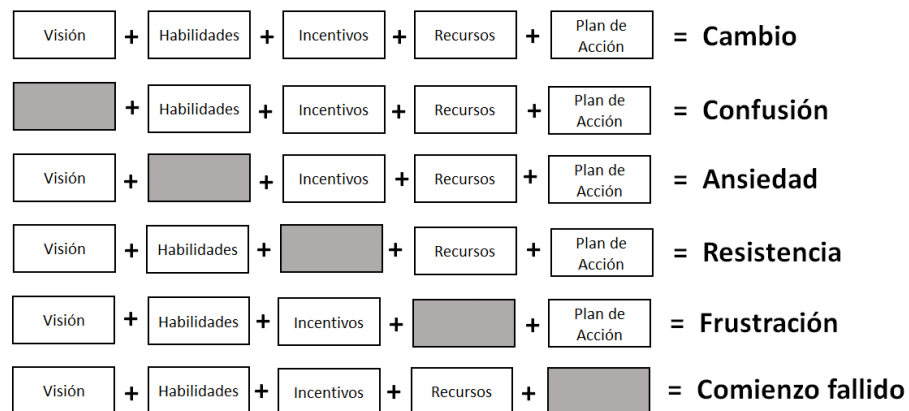 Visión + Habilidades + Incentivos + Recursos + Plan de Acción = Cambio
+ Habilidades + Incentivos + Recursos + Plan de Acción = Confusión
Visión + + Incentivos + Recursos + Plan de Acción = Ansiedad
Visión + Habilidades + + Recursos + Plan de Acción = Resistencia
Visión + Habilidades + Incentivos + + Plan de Acción = Frustración
Visión + Habilidades + Incentivos + Recursos + = Comienzo fallido